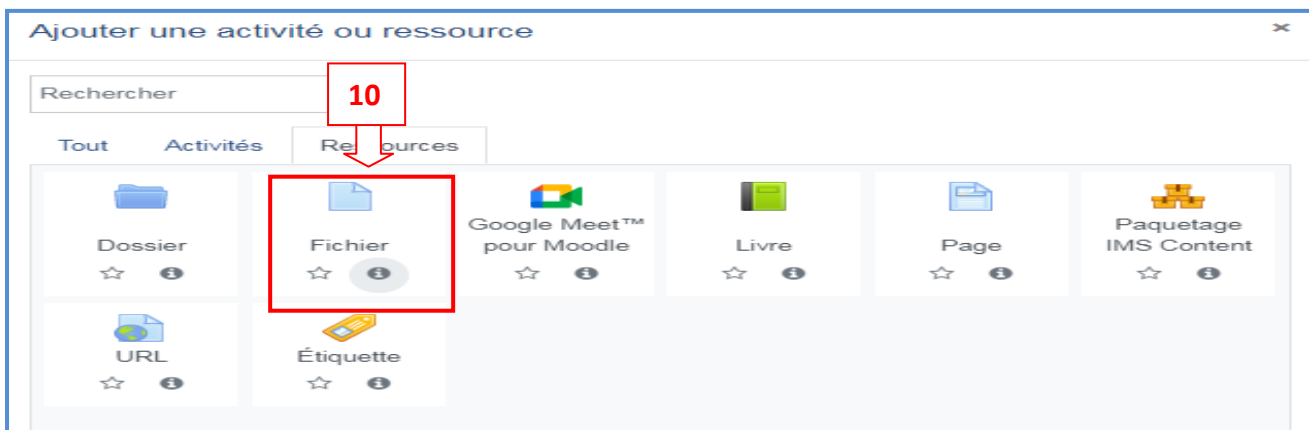 Ajouter une activité ou ressource
Rechercher
10
Tout Activités Ressources
Dossier
Fichier
Google Meet™
pour Moodle
Livre
Page
Paquetage
IMS Content
URL
Étiquette